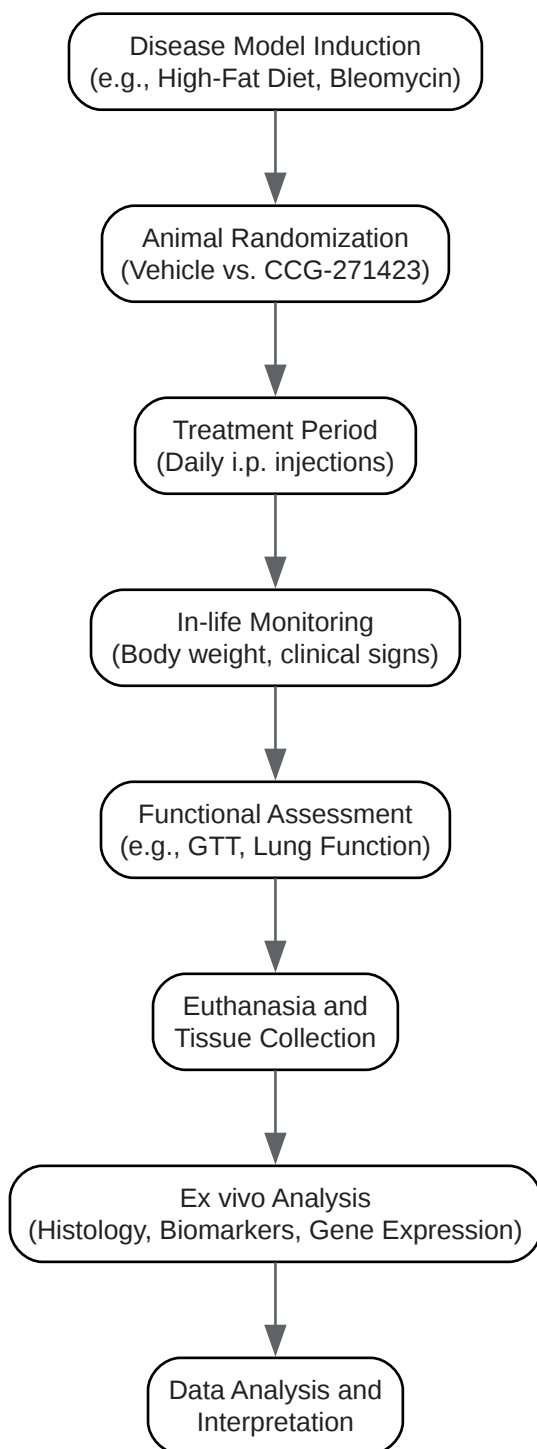 Disease Model Induction
(e.g., High-Fat Diet, Bleomycin)
Animal Randomization
(Vehicle vs. CCG-271423)
Treatment Period
(Daily i.p. injections)
In-life Monitoring
(Body weight, clinical signs)
Functional Assessment
(e.g., GTT, Lung Function)
Euthanasia and
Tissue Collection
Ex vivo Analysis
(Histology, Biomarkers, Gene Expression)
Data Analysis and
Interpretation